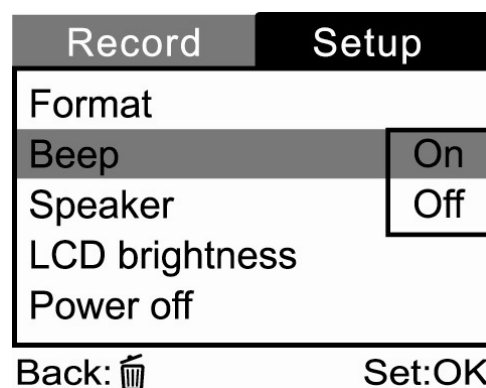 Record Setup
Format
Beep On
Speaker Off
LCD brightness
Power off
Back: Set:OK